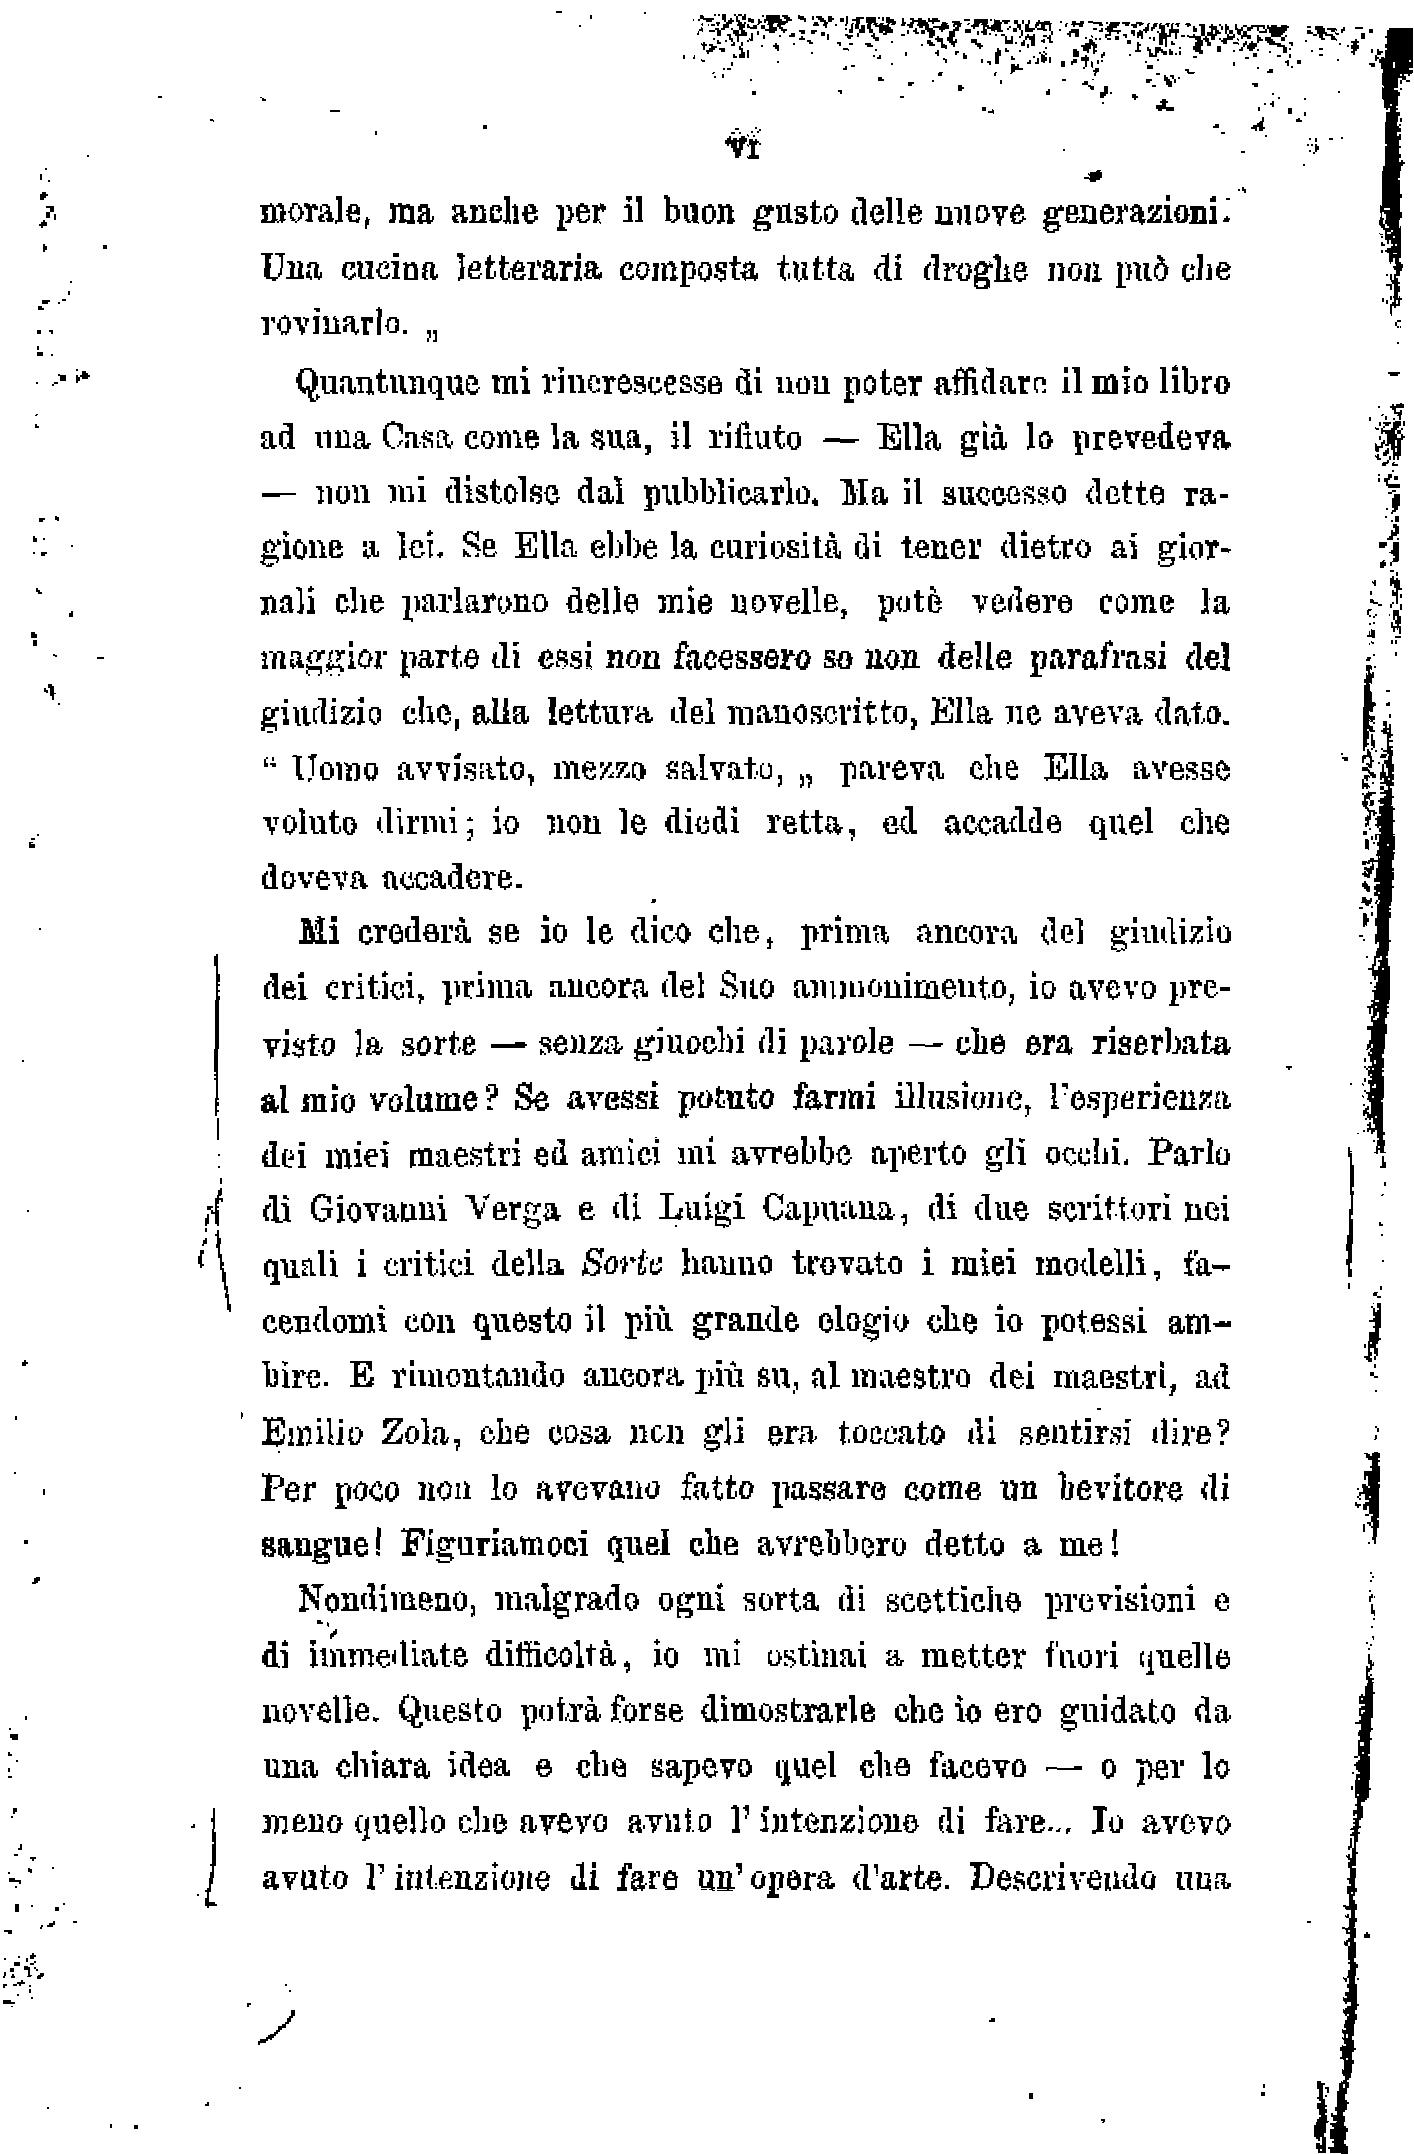 VI
morale, ma anche per il buon gusto delle nuove generazioni.
Una cucina letteraria composta tutta di droghe non può che
rovinarlo. „
Quantunque mi rincrescesse di non poter affidare il mio libro
ad una Casa come la sua, il rifiuto — Ella già lo prevedeva
— non mi distolse dal pubblicarlo. Ma il successo dette ra-
gione a lei. Se Ella ebbe la curiosità di tener dietro ai gior-
nali che parlarono delle mie novelle, potè vedere come la
maggior parte di essi non facessero se non delle parafrasi del
giudizio che, alla lettura del manoscritto, Ella ne aveva dato.
“ Uomo avvisato, mezzo salvato, „ pareva che Ella avesse
voluto dirmi; io non le diedi retta, ed accadde quel che
doveva accadere.
Mi crederà se io le dico che, prima ancora del giudizio
dei critici, prima ancora del Suo ammonimento, io avevo pre-
visto la sorte — senza giuochi di parole — che era riserbata
al mio volume? Se avessi potuto farmi illusione, l'esperienza
dei miei maestri ed amici mi avrebbe aperto gli occhi. Parlo
di Giovanni Verga e di Luigi Capuana, di due scrittori nei
quali i critici della Sorte hanno trovato i miei modelli, fa-
cendomi con questo il più grande elogio che io potessi am-
bire. E rimontando ancora più su, al maestro dei maestri, ad
Emilio Zola, che cosa non gli era toccato di sentirsi dire?
Per poco non lo avevano fatto passare come un bevitore di
sangue! Figuriamoci quel che avrebbero detto a me!
Nondimeno, malgrado ogni sorta di scettiche previsioni e
di immediate difficoltà, io mi ostinai a metter fuori quelle
novelle. Questo potrà forse dimostrarle che io ero guidato da
una chiara idea e che sapevo quel che facevo — o per lo
meno quello che avevo avuto l' intenzione di fare... Io avevo
avuto l' intenzione di fare un' opera d'arte. Descrivendo una